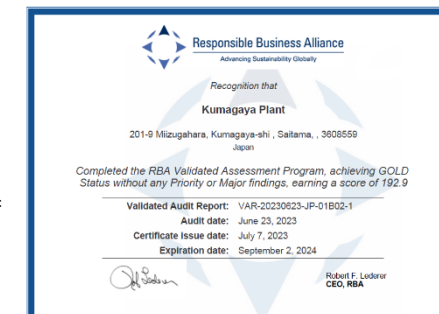 Responsible Business Alliance
Advancing Sustainability Globally
Recognition that
Kumagaya Plant
201-9 Miizugahara, Kumagaya-shi , Saitama, , 3608559
Japan
Completed the RBA Validated Assessment Program, achieving GOLD
Status without any Priority or Major findings, earning a score of 192.9
Validated Audit Report: VAR-20230623-JP-01B02-1
Audit date: June 23, 2023
Certificate Issue date: July 7, 2023
Expiration date: September 2, 2024
Robert F. Lederer
CEO, RBA